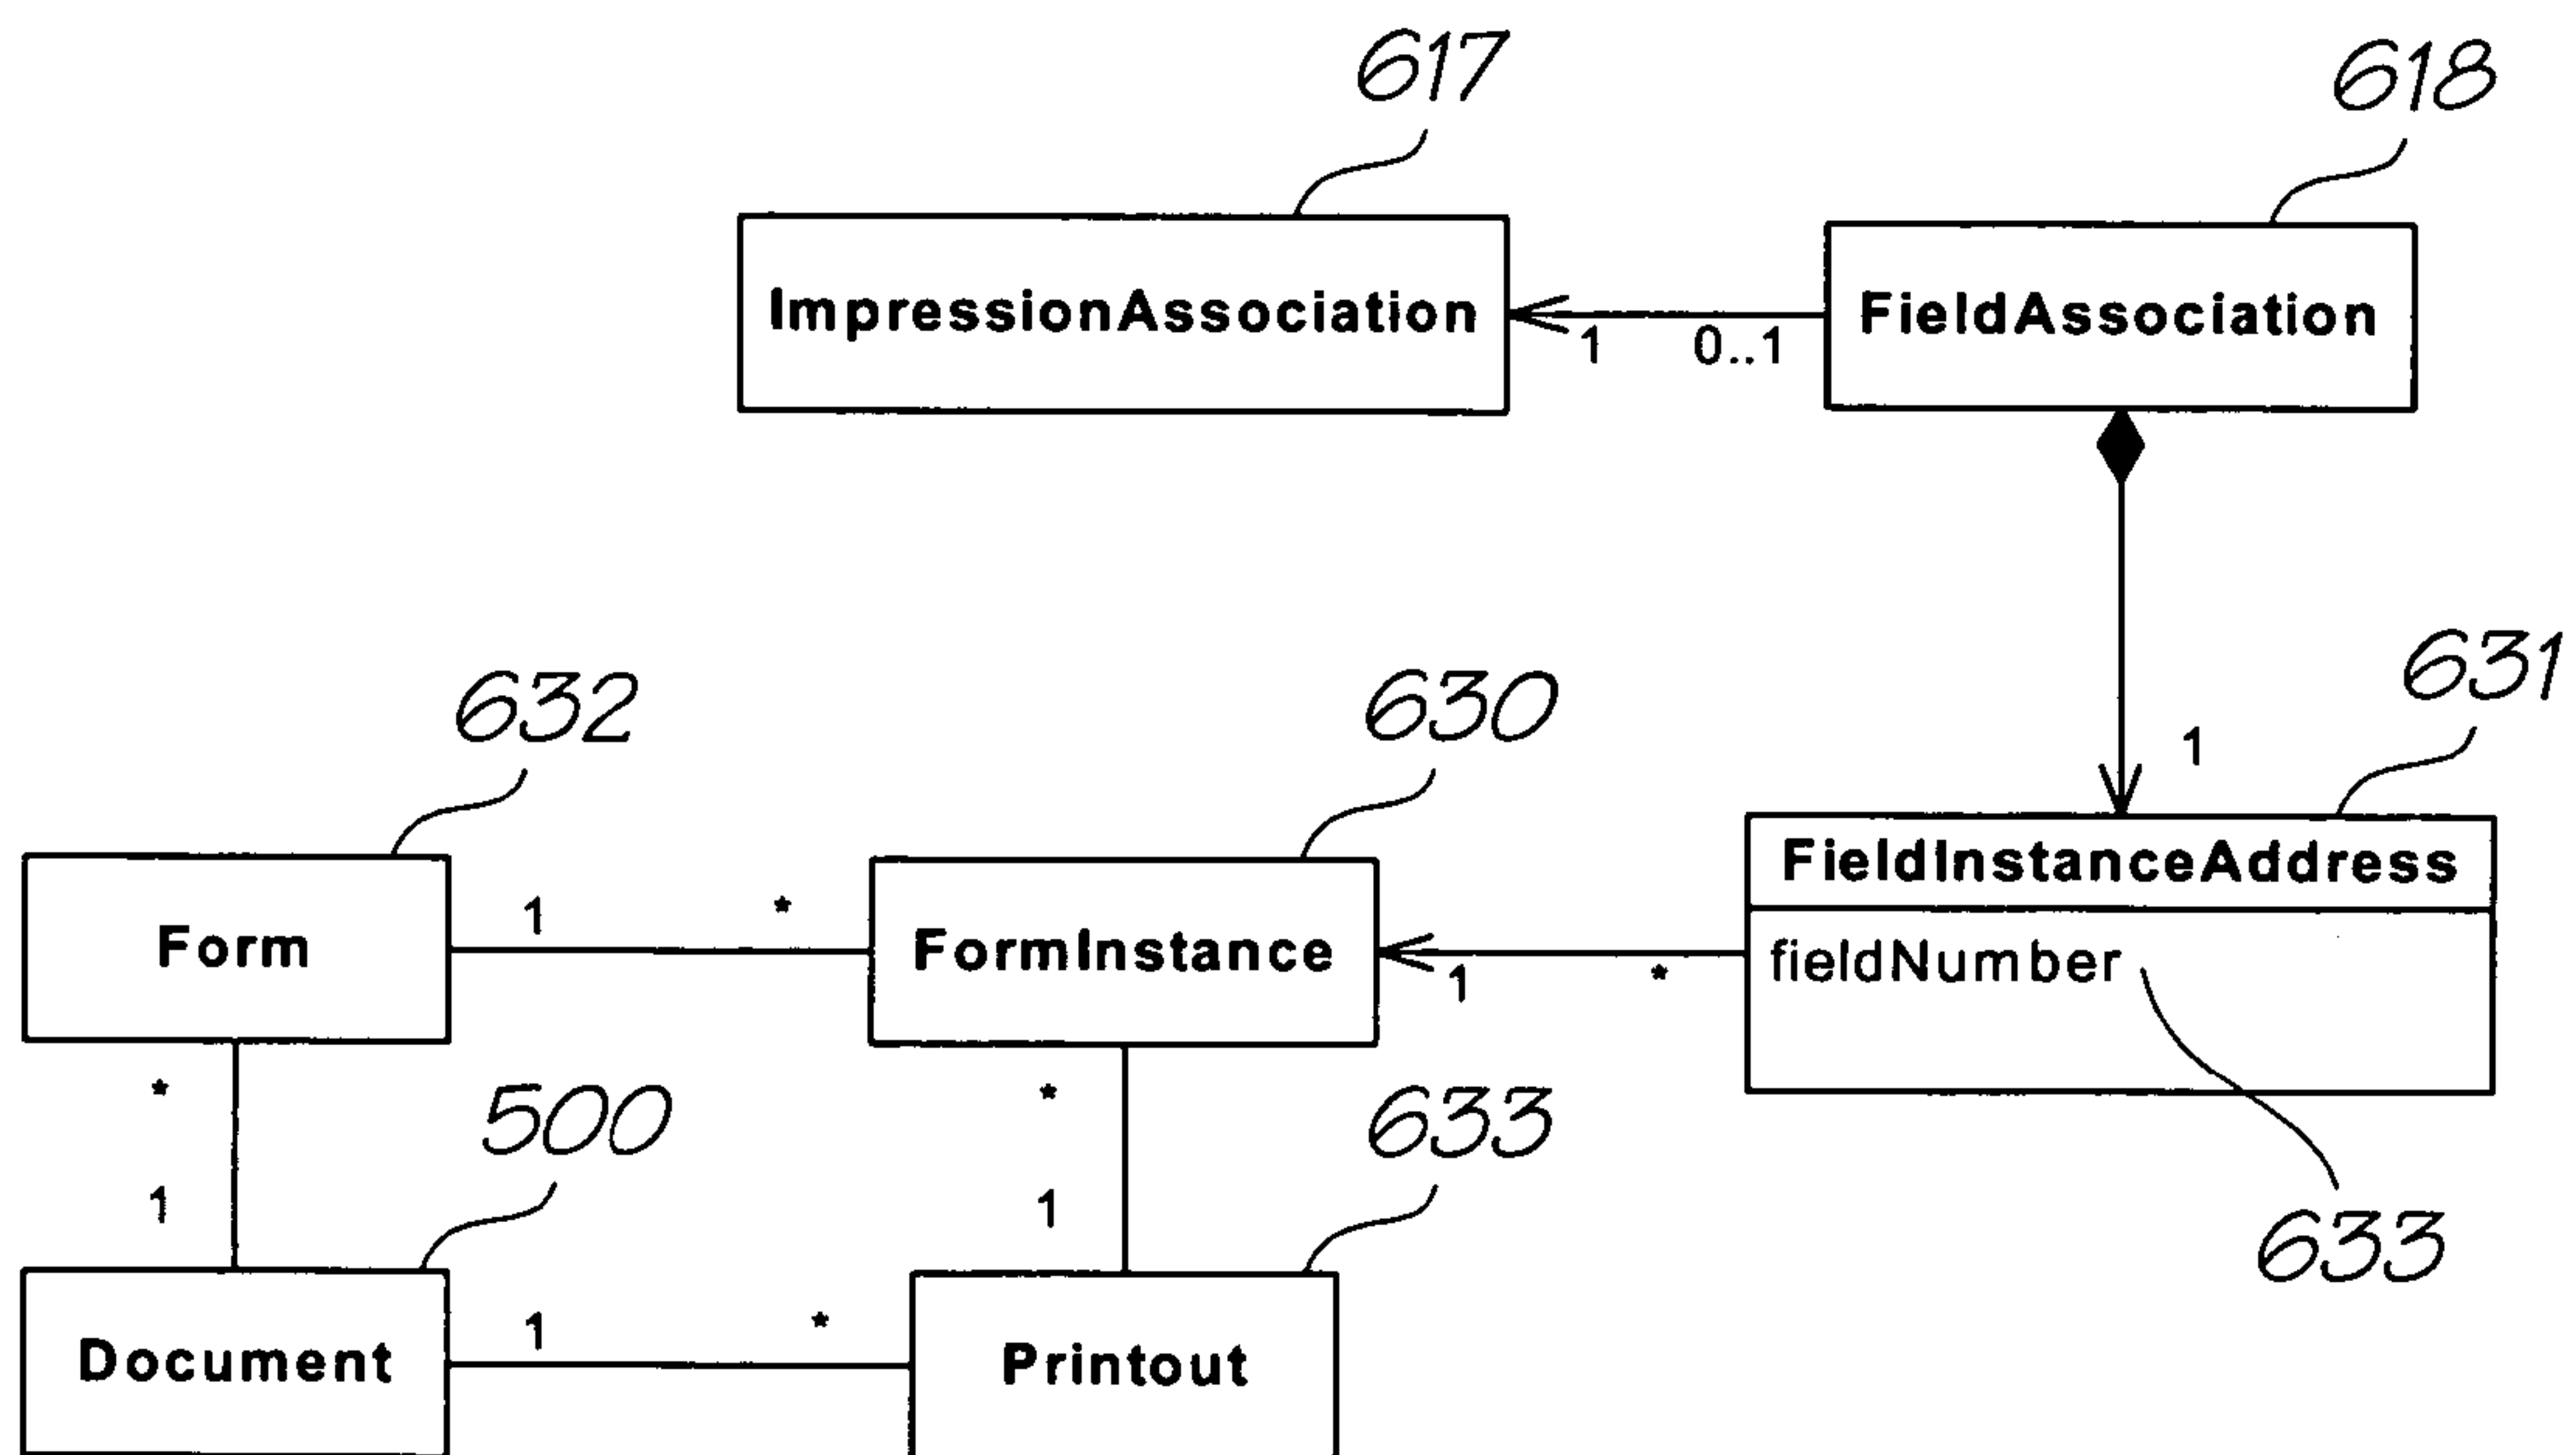 617
618
ImpressionAssociation
1 0..1
FieldAssociation
1
632
630
631
Form
1 *
FormInstance
1 *
FieldInstanceAddress
fieldNumber
633
*
1
*
1
500
633
Document
1 *
Printout